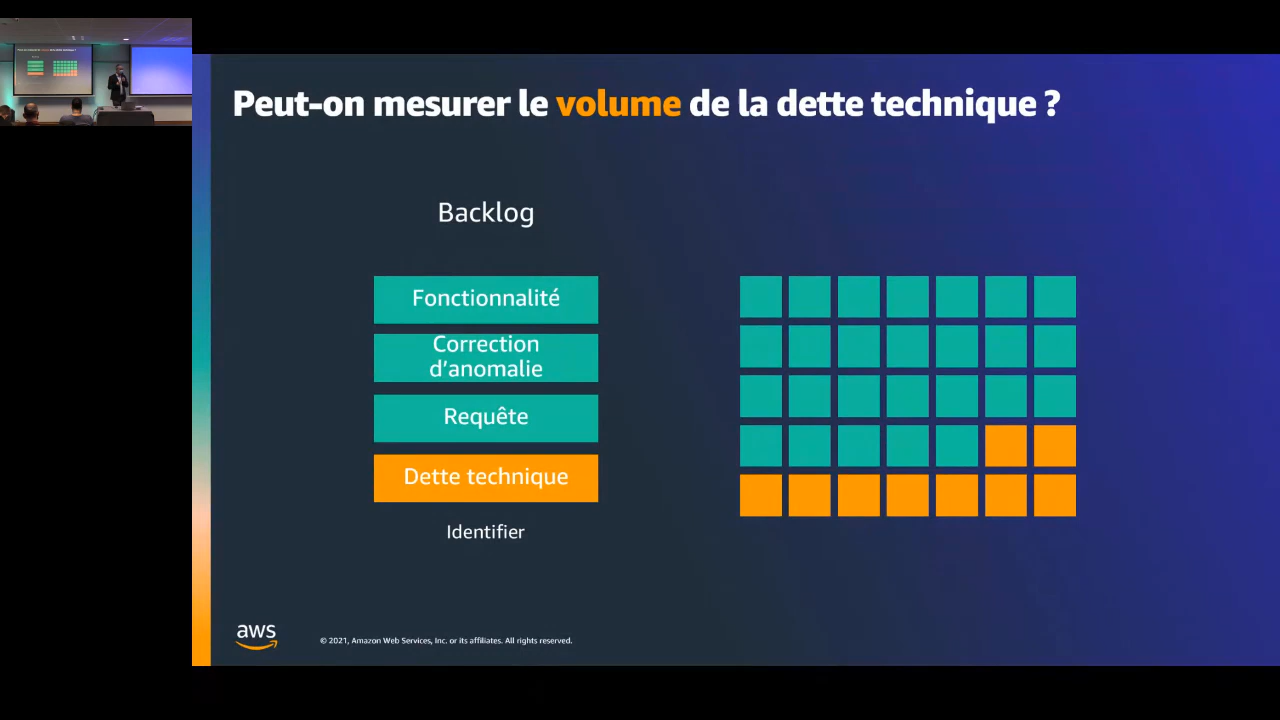 Peut-on mesurer le volume de la dette technique ?
Backlog
Fonctionnalité
Correction
d'anomalie
Requête
Dette technique
Identifier
aws
© 2021, Amazon Web Services, Inc. or its affiliates. All rights reserved.